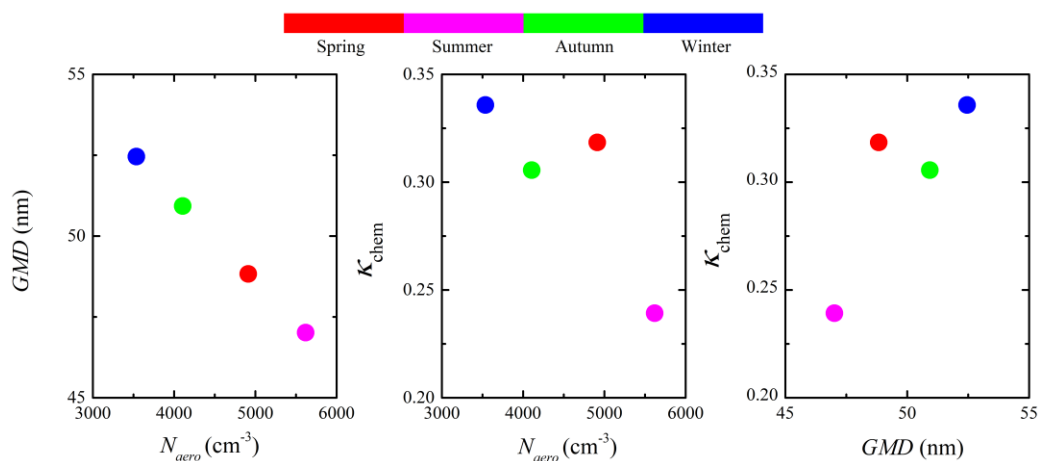 Spring Summer Autumn Winter
55
50
45
GMD (nm)
3000 4000 5000 6000
N_aero (cm⁻³)
0.35
0.30
0.25
0.20
κ_chem
3000 4000 5000 6000
N_aero (cm⁻³)
0.35
0.30
0.25
0.20
κ_chem
45 50 55
GMD (nm)